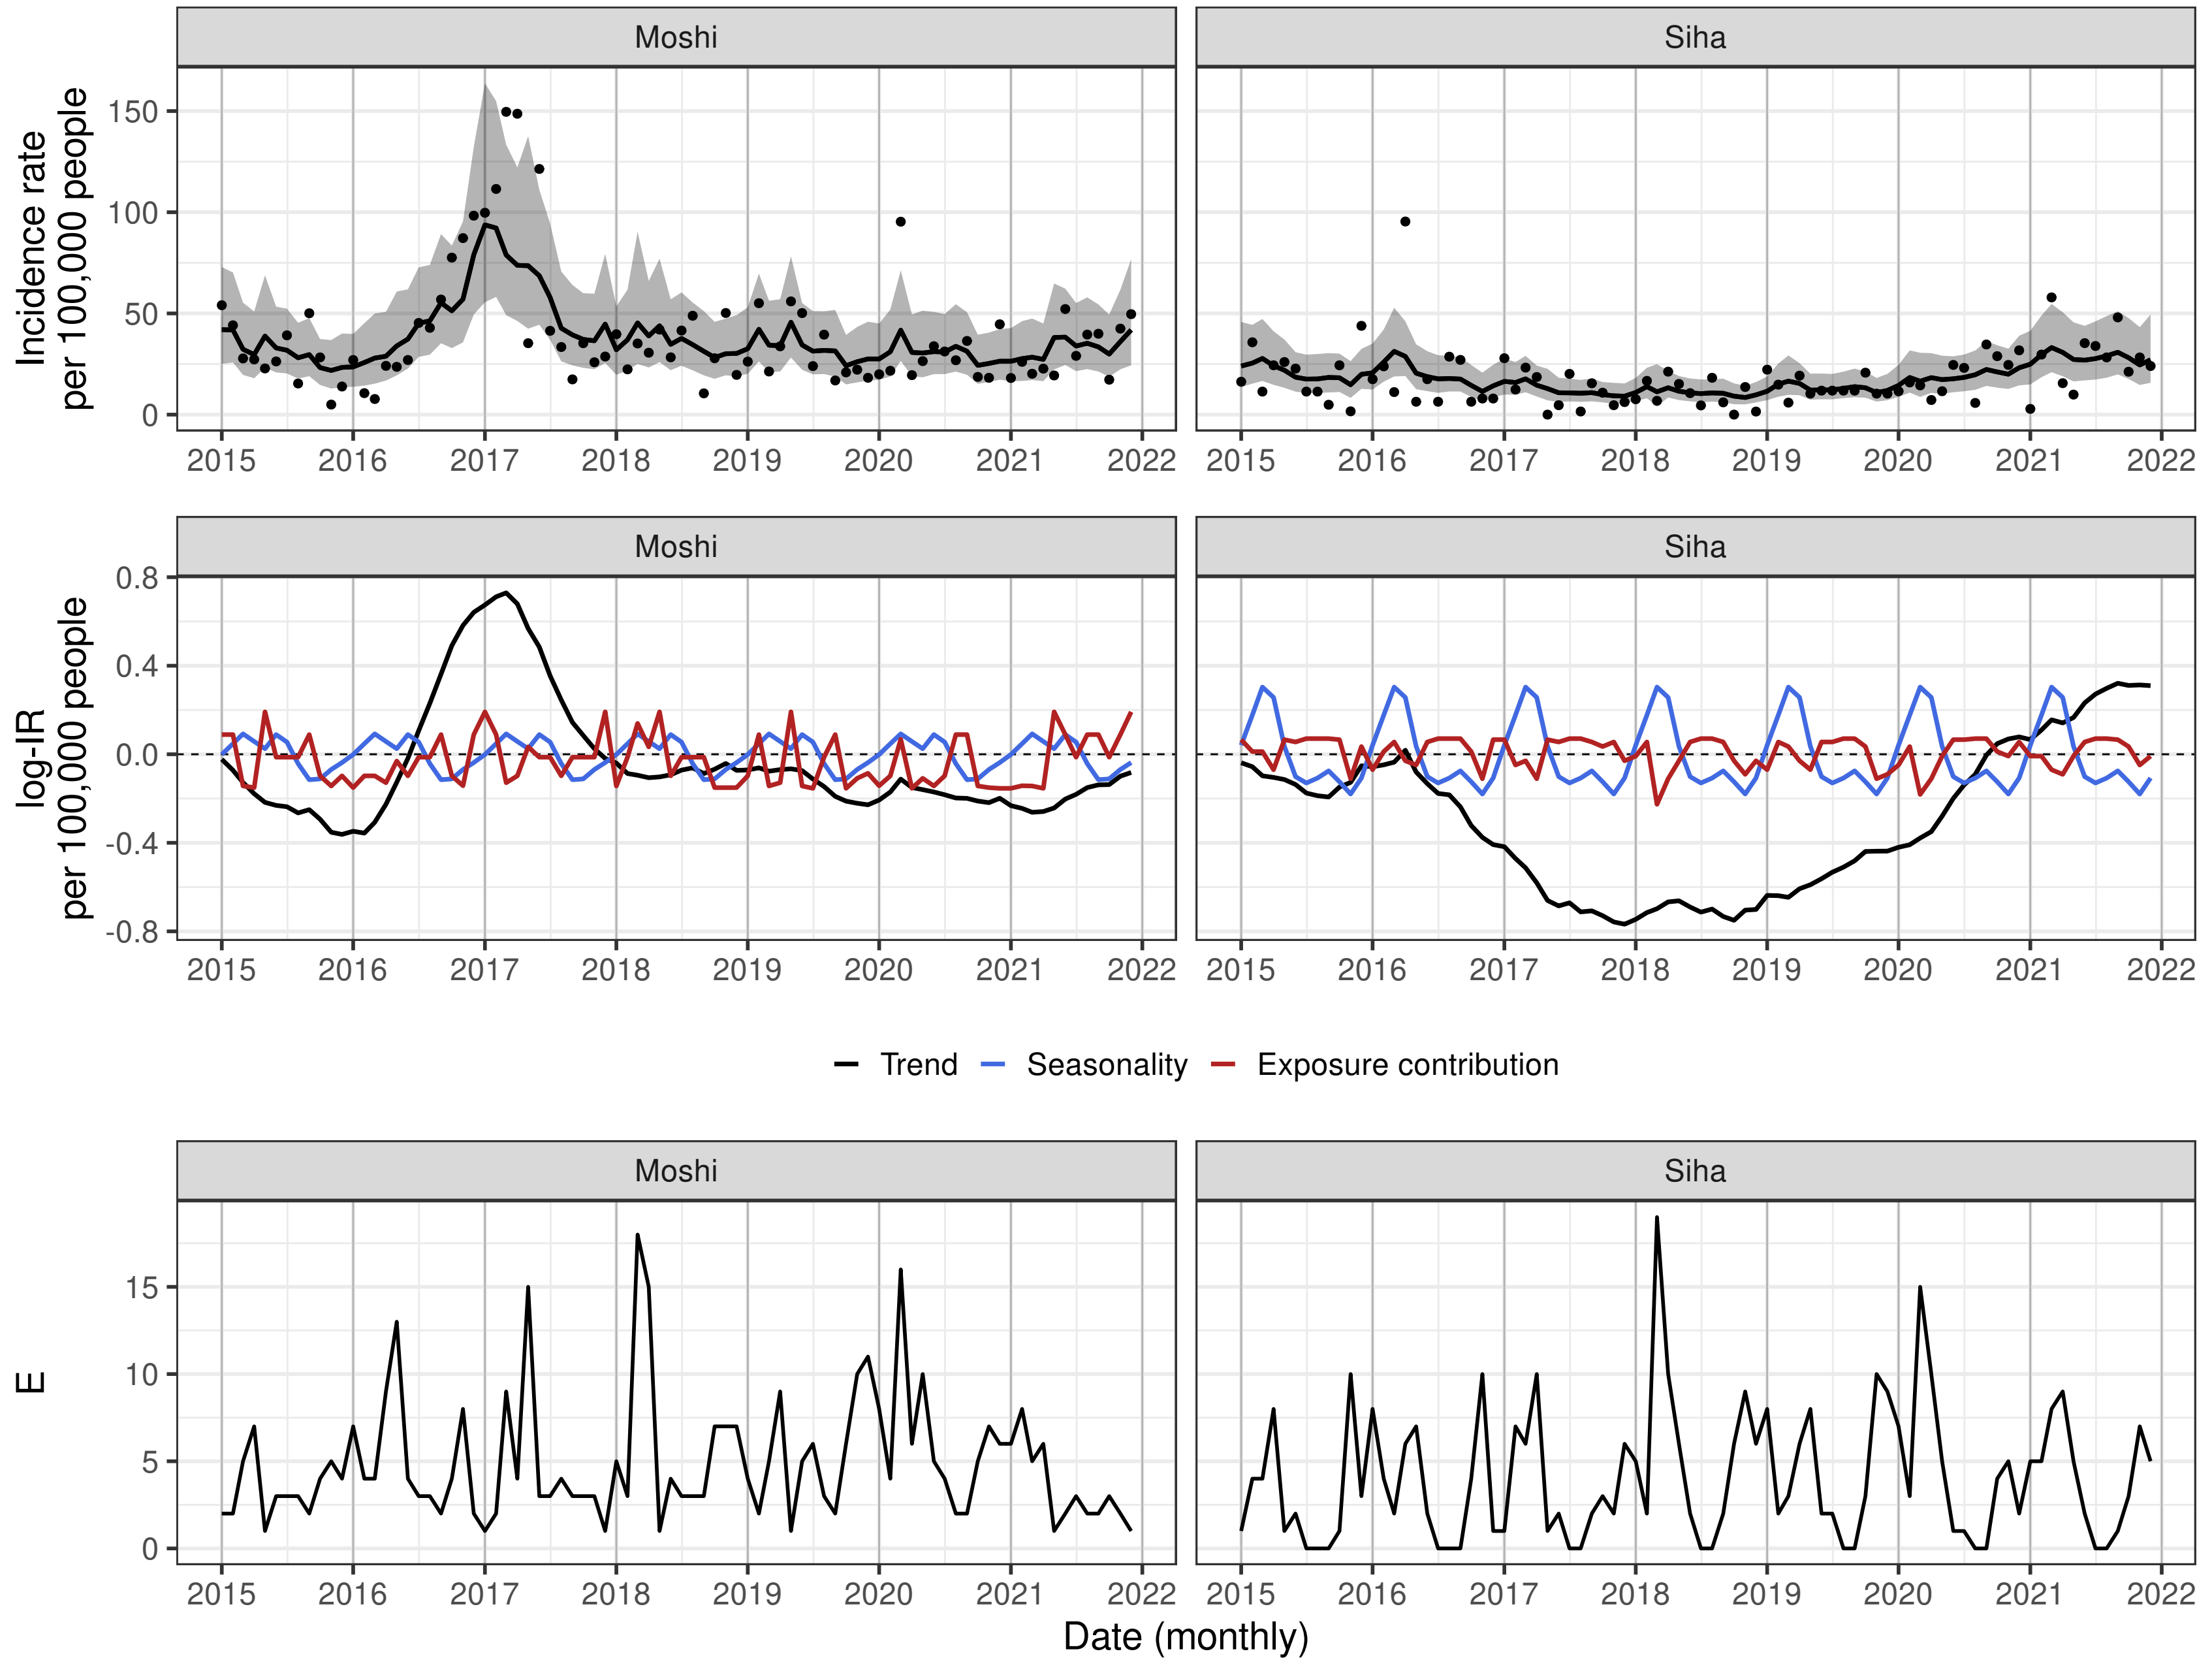 Moshi
Siha
Incidence rate
per 100,000 people
150
100
50
0
2015 2016 2017 2018 2019 2020 2021 2022
2015 2016 2017 2018 2019 2020 2021 2022
Moshi
Siha
log-IR
per 100,000 people
0.8
0.4
0.0
-0.4
-0.8
2015 2016 2017 2018 2019 2020 2021 2022
2015 2016 2017 2018 2019 2020 2021 2022
Trend Seasonality Exposure contribution
Moshi
Siha
E
15
10
5
0
2015 2016 2017 2018 2019 2020 2021 2022
2015 2016 2017 2018 2019 2020 2021 2022
Date (monthly)